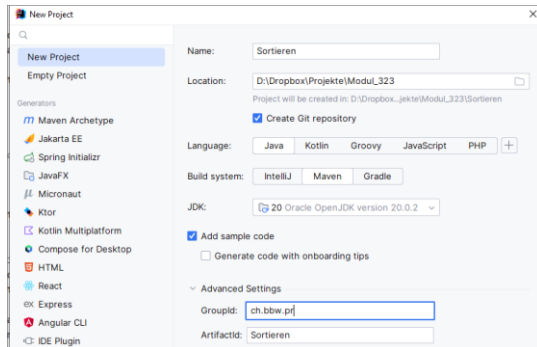 New Project
New Project
Empty Project
Generators
Maven Archetype
Jakarta EE
Spring Initializr
JavaFX
Micronaut
Ktor
Kotlin Multiplatform
Compose for Desktop
HTML
React
Express
Angular CLI
IDE Plugin
Name: Sortieren
Location: D:\Dropbox\Projekte\Modul_323
Project will be created in: D:\Dropbox...jekte\Modul_323\Sortieren
Create Git repository
Language: Java Kotlin Groovy JavaScript PHP +
Build system: IntelliJ Maven Gradle
JDK: 20 Oracle OpenJDK version 20.0.2
Add sample code
Generate code with onboarding tips
Advanced Settings
GroupId: ch.bbw.pr
ArtifactId: Sortieren